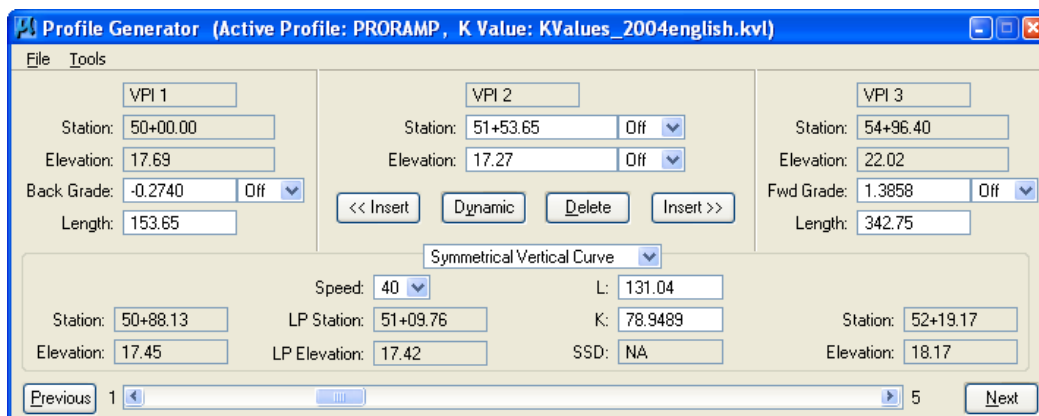 Profile Generator (Active Profile: PRORAMP, K Value: KValues_2004english.kvl)
File Tools
VPI 1 VPI 2 VPI 3
Station: 50+00.00 Station: 51+53.65 Off Station: 54+96.40
Elevation: 17.69 Elevation: 17.27 Off Elevation: 22.02
Back Grade: -0.2740 Off << Insert Dynamic Delete Insert >> Fwd Grade: 1.3858 Off
Length: 153.65 Length: 342.75
Symmetrical Vertical Curve
Speed: 40 L: 131.04
Station: 50+88.13 LP Station: 51+09.76 K: 78.9489 Station: 52+19.17
Elevation: 17.45 LP Elevation: 17.42 SSD: NA Elevation: 18.17
Previous 1 5 Next